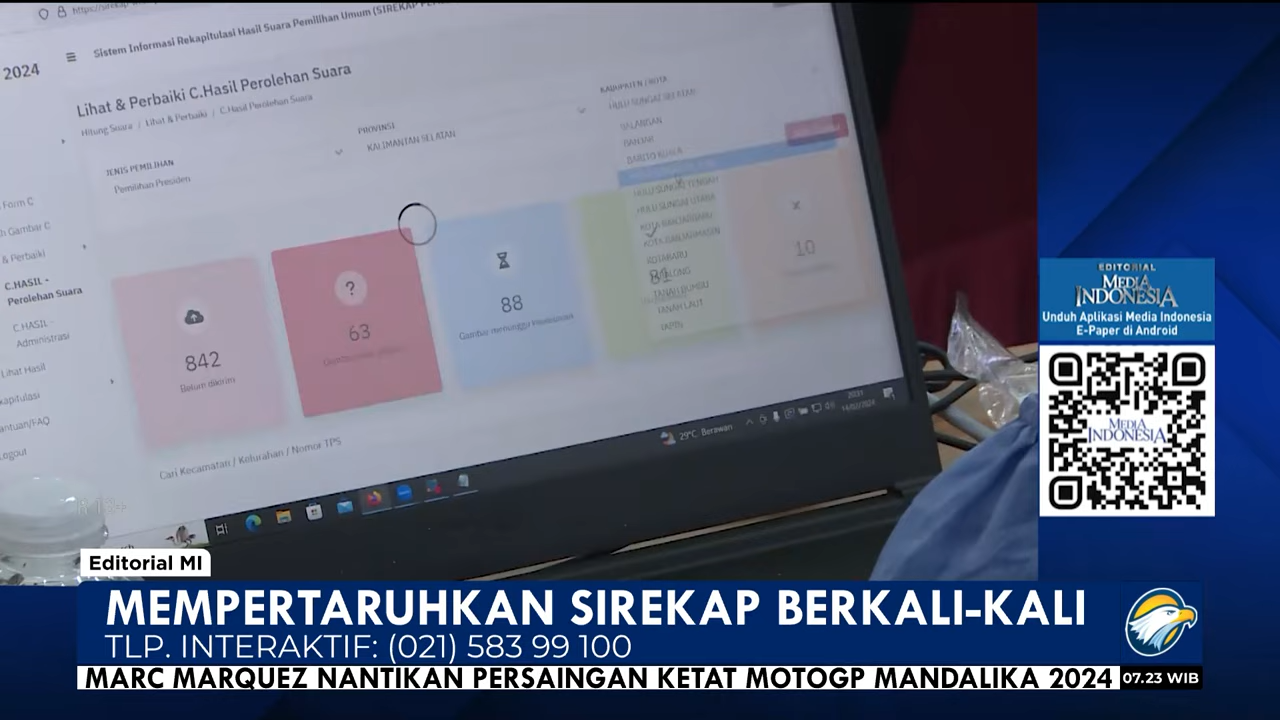 2024
Sistem Informasi Rekapitulasi Hasil Suara Pemilihan Umum
Lihat & Perbaiki C.Hasil Perolehan Suara
Hitung Suara / Lihat & Perbaiki / C.Hasil Perolehan Suara
JENIS PEMILIHAN
Pemilihan Presiden
PROVINSI
KALIMANTAN SELATAN
KABUPATEN / KOTA
BALANGAN
BANJAR
BARITO KUALA
HULU SUNGAI TENGAH
HULU SUNGAI UTARA
KOTA BANJARBARU
KOTA BANJARMASIN
KOTABARU
TANAH BUMBU
TANAH LAUT
TAPIN
Form C
Gambar C
& Perbaiki
C.HASIL -
Perolehan Suara
C.HASIL -
Administrasi
Lihat Hasil
Logout
842
Belum dikirim
?
63
88
81
10
Cari Kecamatan / Kelurahan / Nomor TPS
29°C Berawan
EDITORIAL
MEDIA
INDONESIA
Unduh Aplikasi Media Indonesia
E-Paper di Android
MEDIA
INDONESIA
Editorial MI
MEMPERTARUHKAN SIREKAP BERKALI-KALI
TLP. INTERAKTIF: (021) 583 99 100
MARC MARQUEZ NANTIKAN PERSAINGAN KETAT MOTOGP MANDALIKA 2024
07.23 WIB